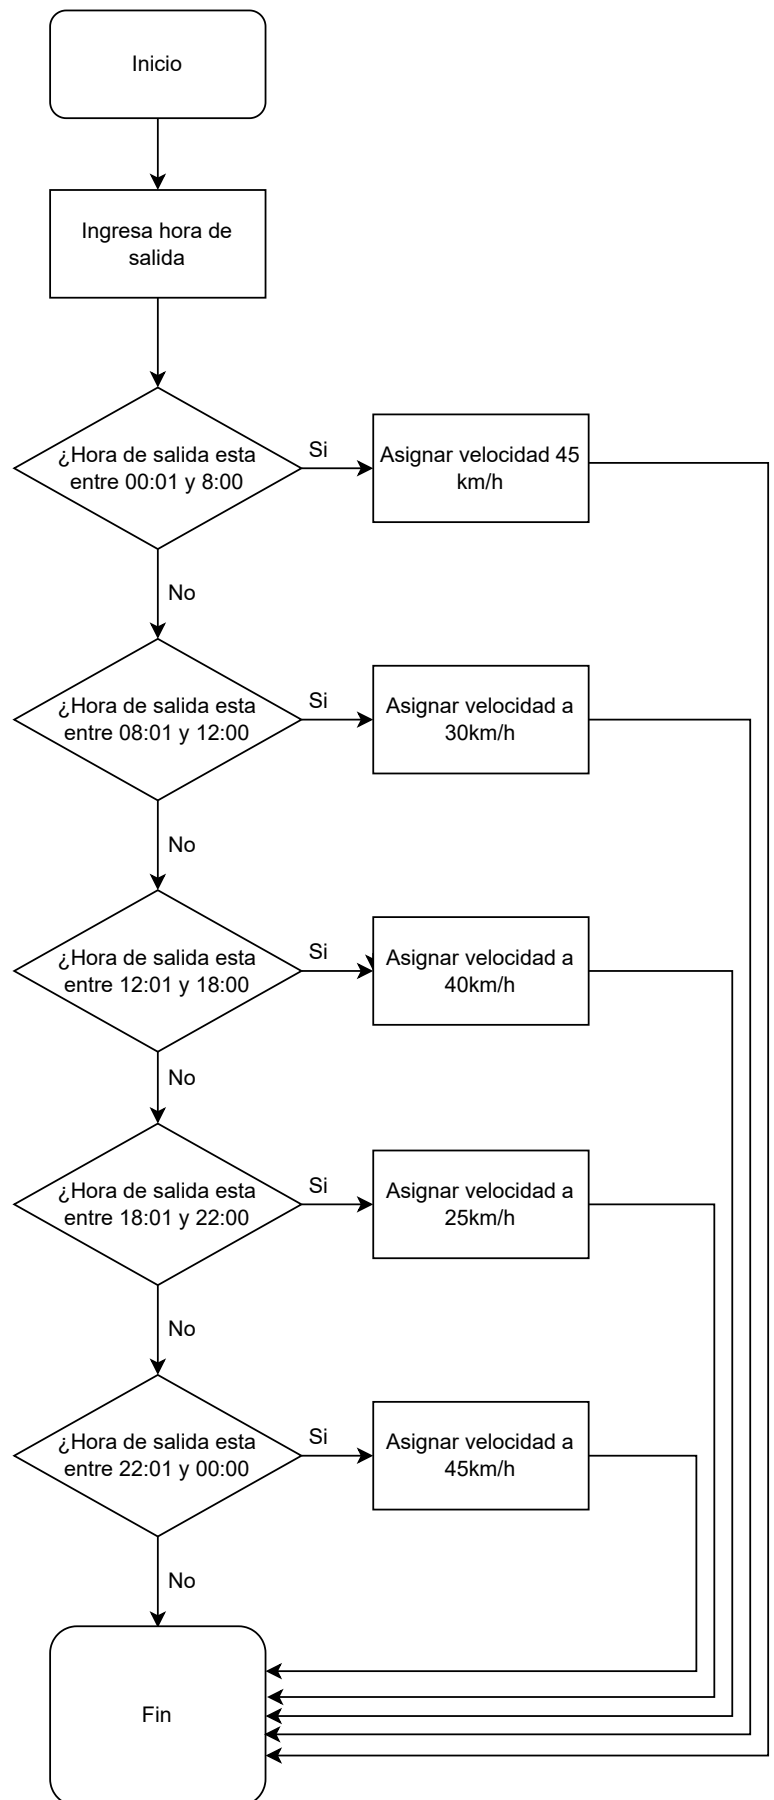 Inicio
Ingresa hora de
salida
¿Hora de salida esta
entre 00:01 y 8:00
Si
Asignar velocidad 45
km/h
No
¿Hora de salida esta
entre 08:01 y 12:00
Si
Asignar velocidad a
30km/h
No
¿Hora de salida esta
entre 12:01 y 18:00
Si
Asignar velocidad a
40km/h
No
¿Hora de salida esta
entre 18:01 y 22:00
Si
Asignar velocidad a
25km/h
No
¿Hora de salida esta
entre 22:01 y 00:00
Si
Asignar velocidad a
45km/h
No
Fin